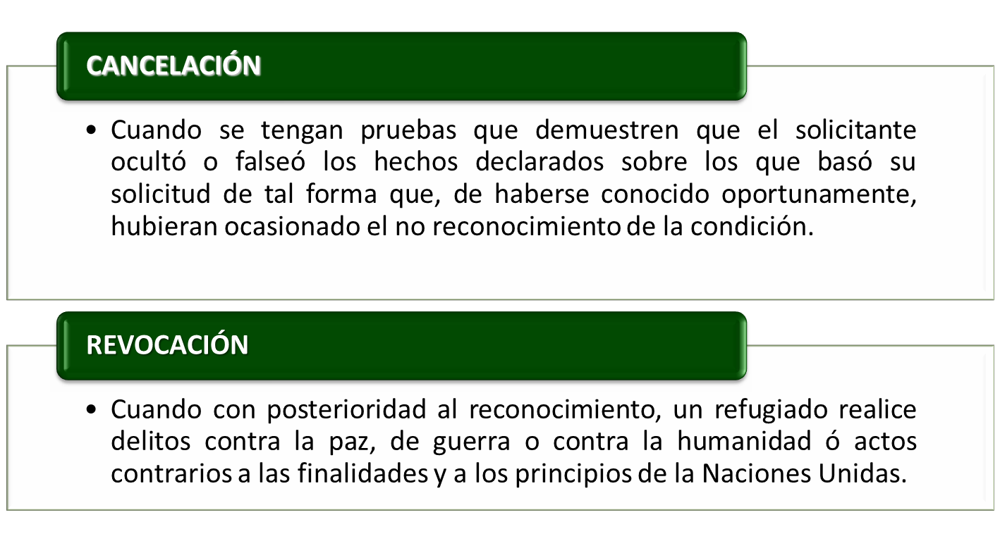 CANCELACIÓN
• Cuando se tengan pruebas que demuestren que el solicitante
ocultó o falseó los hechos declarados sobre los que basó su
solicitud de tal forma que, de haberse conocido oportunamente,
hubieran ocasionado el no reconocimiento de la condición.
REVOCACIÓN
• Cuando con posterioridad al reconocimiento, un refugiado realice
delitos contra la paz, de guerra o contra la humanidad ó actos
contrarios a las finalidades y a los principios de la Naciones Unidas.